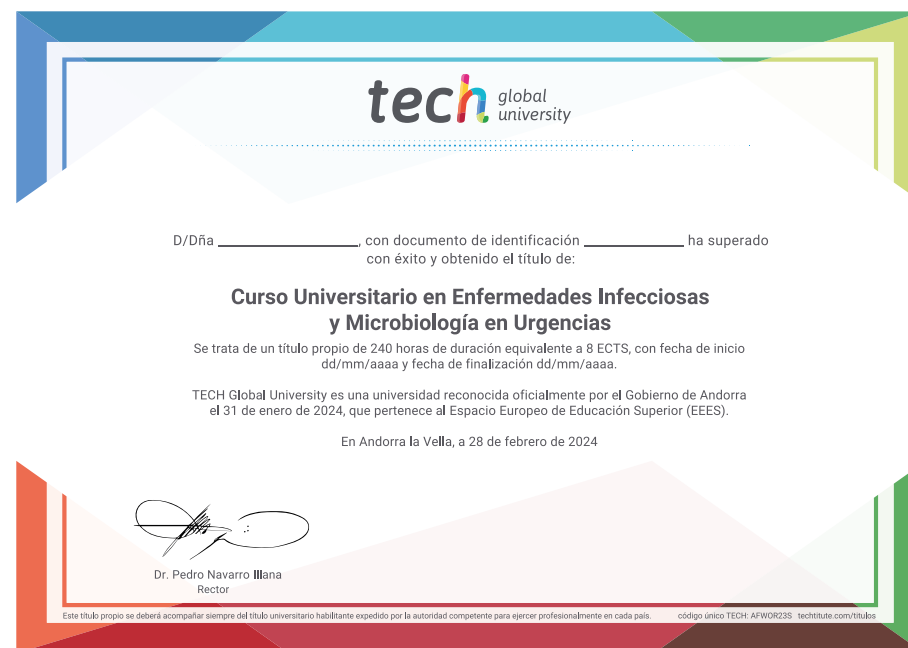 tech global university
D/Dña ____________, con documento de identificación ____________ ha superado
con éxito y obtenido el título de:
Curso Universitario en Enfermedades Infecciosas
y Microbiología en Urgencias
Se trata de un título propio de 240 horas de duración equivalente a 8 ECTS, con fecha de inicio
dd/mm/aaaa y fecha de finalización dd/mm/aaaa.
TECH Global University es una universidad reconocida oficialmente por el Gobierno de Andorra
el 31 de enero de 2024, que pertenece al Espacio Europeo de Educación Superior (EEES).
En Andorra la Vella, a 28 de febrero de 2024
Dr. Pedro Navarro Illana
Rector
Este título propio se deberá acompañar siempre del título universitario habilitante expedido por la autoridad competente para ejercer profesionalmente en cada país. código único TECH: AFWOR23S techtitute.com/titulos